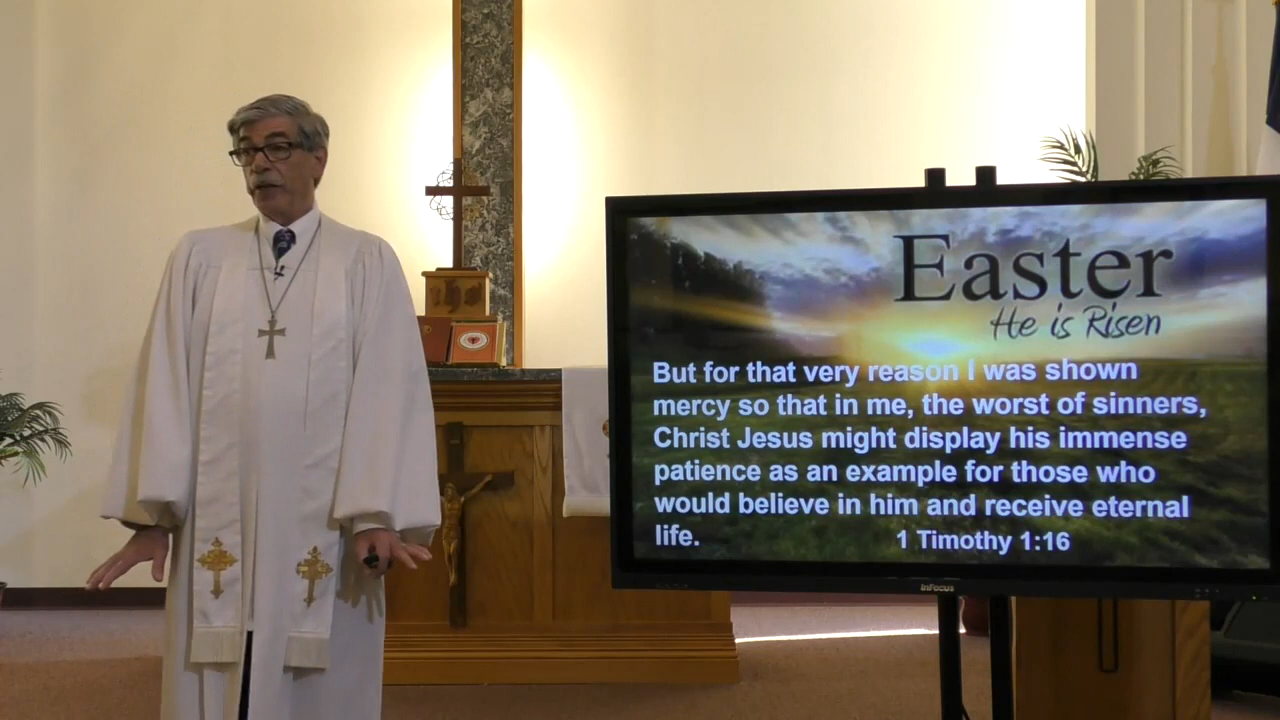 Easter
He is Risen
But for that very reason I was shown
mercy so that in me, the worst of sinners,
Christ Jesus might display his immense
patience as an example for those who
would believe in him and receive eternal
life. 1 Timothy 1:16
InFocus